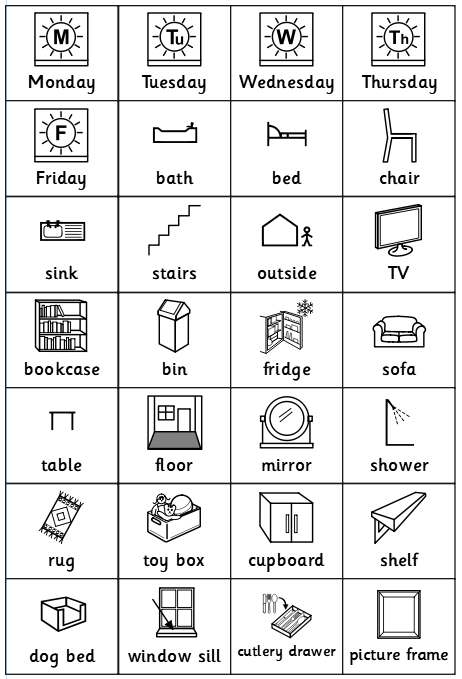 M Tu W Th
Monday Tuesday Wednesday Thursday
F
Friday bath bed chair
sink stairs outside TV
bookcase bin fridge sofa
table floor mirror shower
rug toy box cupboard shelf
dog bed window sill cutlery drawer picture frame